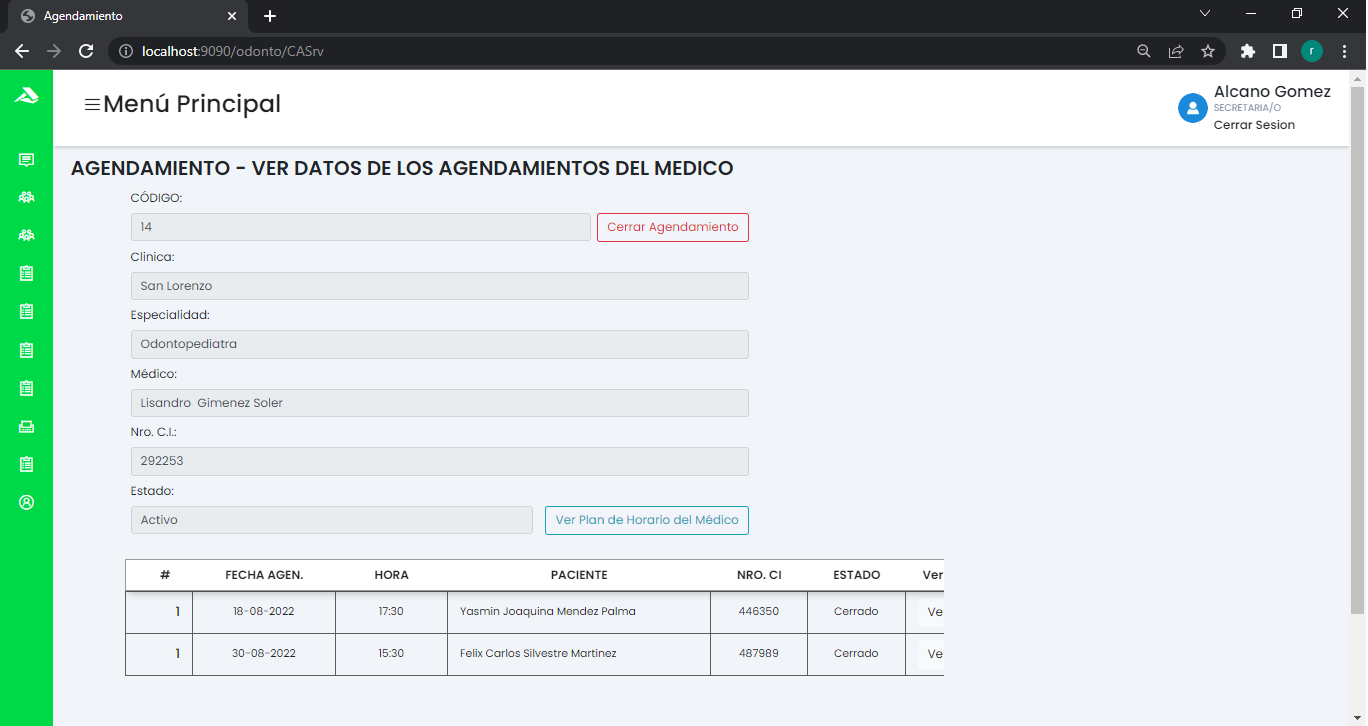 Agendamiento
localhost:9090/odonto/CASrv
r
Menú Principal
Alcano Gomez
SECRETARIA/O
Cerrar Sesion
AGENDAMIENTO - VER DATOS DE LOS AGENDAMIENTOS DEL MEDICO
CÓDIGO:
14 Cerrar Agendamiento
Clinica:
San Lorenzo
Especialidad:
Odontopediatra
Médico:
Lisandro Gimenez Soler
Nro. C.I.:
292253
Estado:
Activo Ver Plan de Horario del Médico
# FECHA AGEN. HORA PACIENTE NRO. CI ESTADO Ver
1 18-08-2022 17:30 Yasmin Joaquina Mendez Palma 446350 Cerrado Ve
1 30-08-2022 15:30 Felix Carlos Silvestre Martinez 487989 Cerrado Ve